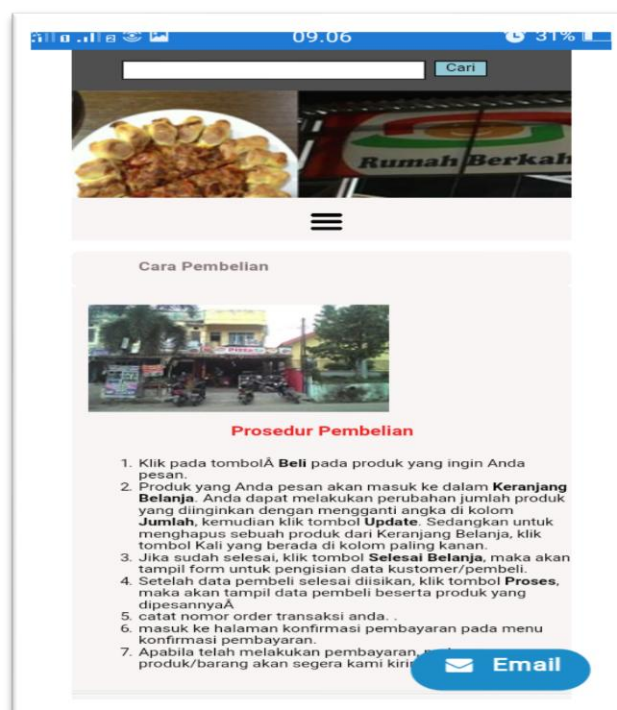 09.06
31%
Cari
Rumah Berkah
Cara Pembelian
Prosedur Pembelian
1. Klik pada tombolÂ Beli pada produk yang ingin Anda
pesan.
2. Produk yang Anda pesan akan masuk ke dalam Keranjang
Belanja. Anda dapat melakukan perubahan jumlah produk
yang diinginkan dengan mengganti angka di kolom
Jumlah, kemudian klik tombol Update. Sedangkan untuk
menghapus sebuah produk dari Keranjang Belanja, klik
tombol Kali yang berada di kolom paling kanan.
3. Jika sudah selesai, klik tombol Selesai Belanja, maka akan
tampil form untuk pengisian data kustomer/pembeli.
4. Setelah data pembeli selesai diisikan, klik tombol Proses,
maka akan tampil data pembeli beserta produk yang
dipesannyaÂ
5. catat nomor order transaksi anda. .
6. masuk ke halaman konfirmasi pembayaran pada menu
konfirmasi pembayaran.
7. Apabila telah melakukan pembayaran,
produk/barang akan segera kami
Email